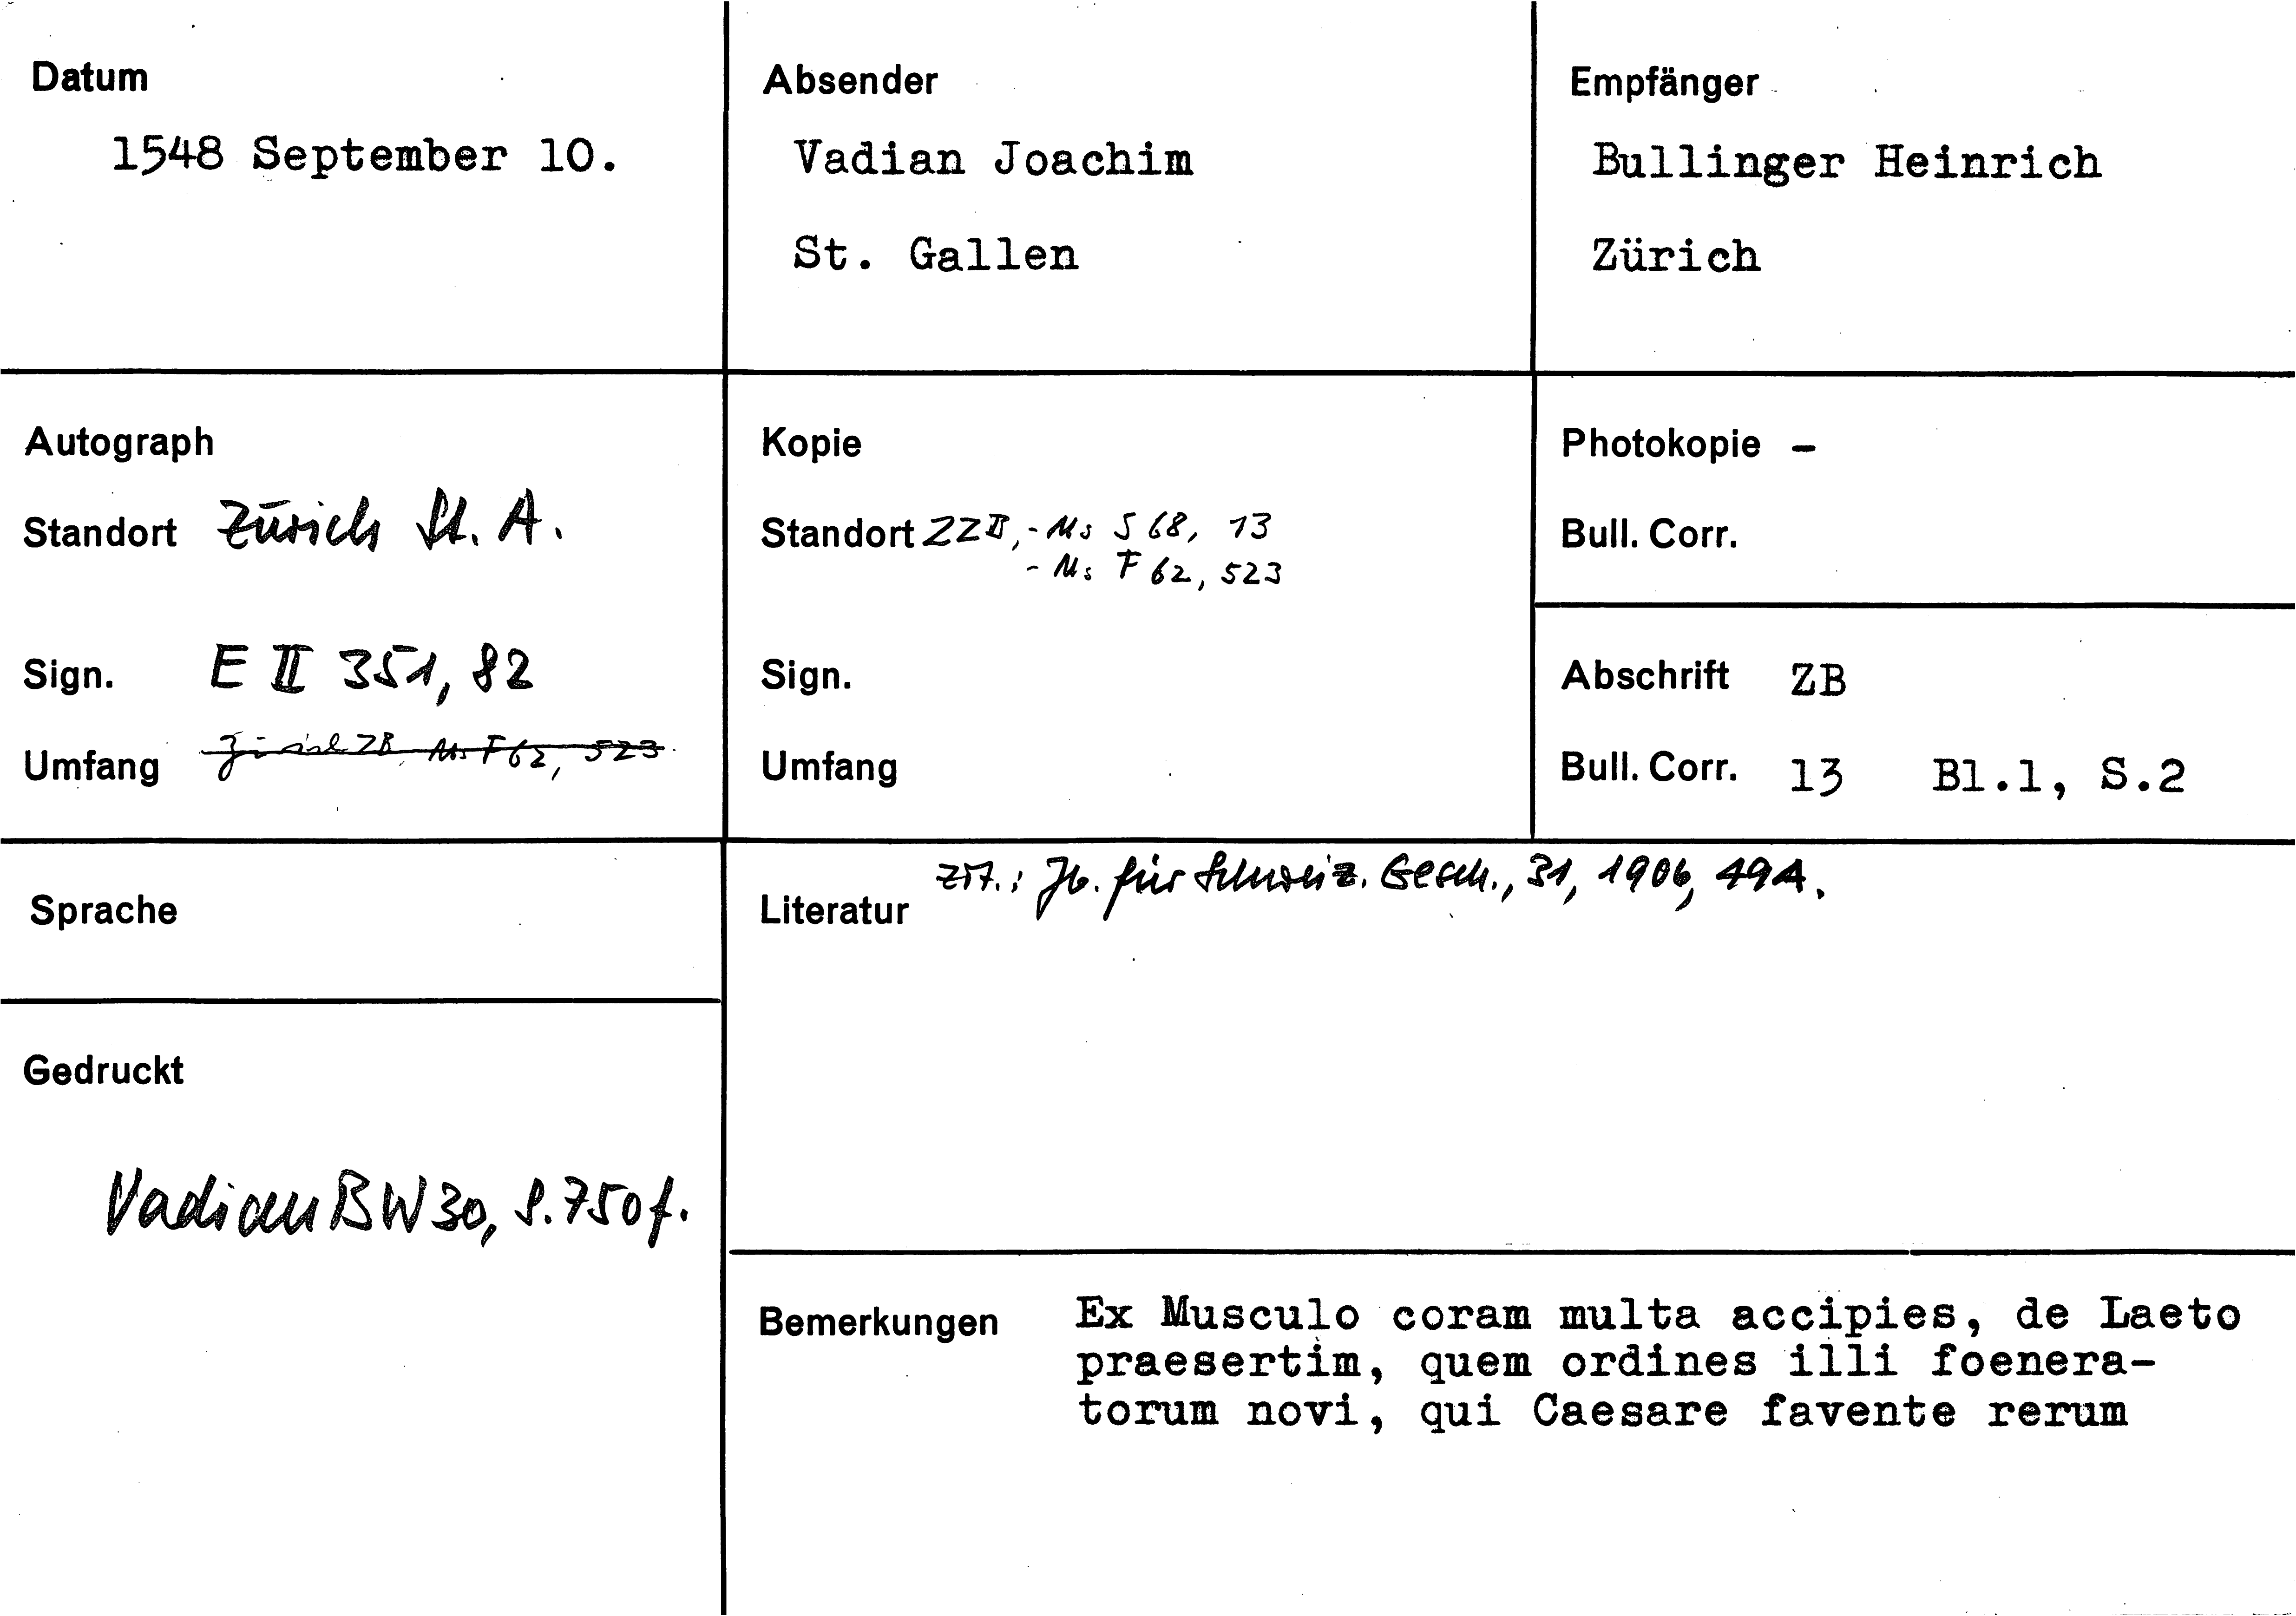 Datum
1548 September 10.
Absender
Vadian Joachim
St. Gallen
Empfänger
Bullinger Heinrich
Zürich
Autograph
Standort Zürich St. A.
Sign. E II 351, 82
Umfang Zürich ZB, Ms F 62, 523
Kopie
Standort ZZB, - Ms S 68, 13
- Ms F 62, 523
Sign.
Umfang
Photokopie -
Bull. Corr.
Abschrift ZB
Bull. Corr. 13 Bl.1, S.2
Sprache
Gedruckt
Vadian BW 30, S. 750 f.
Literatur zit.: Jb. für Schweiz. Gesch., 31, 1906, 49A.
Bemerkungen Ex Musculo coram multa accipies, de Laeto
praesertim, quem ordines illi foenera-
torum novi, qui Caesare favente rerum